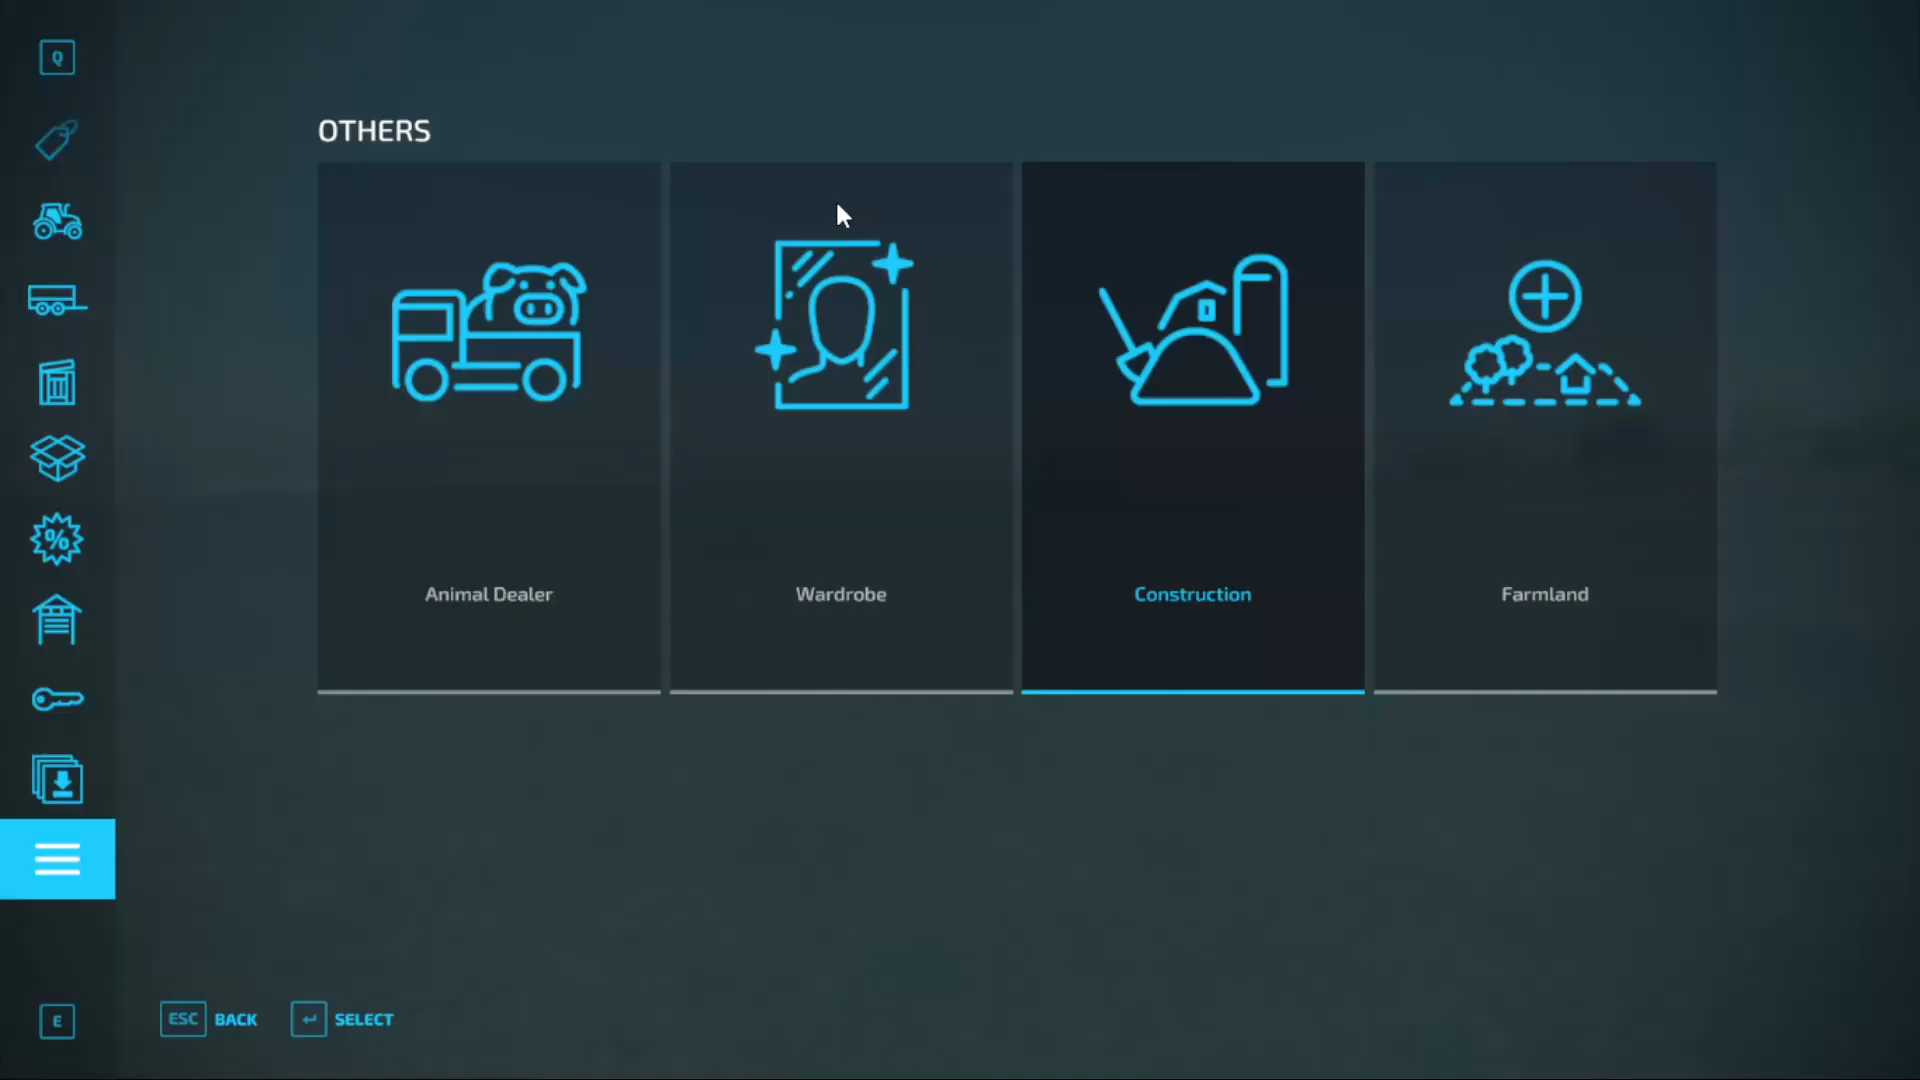 Q
OTHERS
Animal Dealer
Wardrobe
Construction
Farmland
%
E
ESC BACK
SELECT